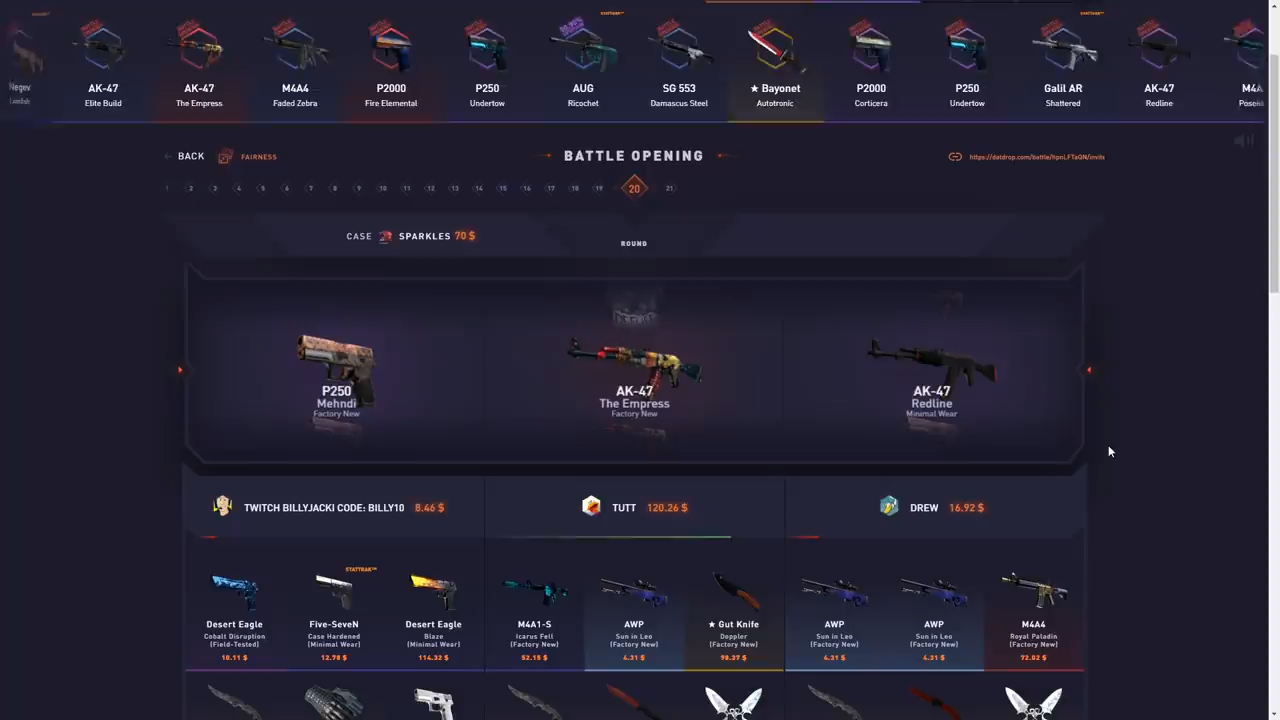 AK-47
Elite Build
AK-47
The Empress
M4A4
Faded Zebra
P2000
Fire Elemental
P250
Undertow
AUG
Ricochet
SG 553
Damascus Steel
★ Bayonet
Autotronic
P2000
Corticera
P250
Undertow
Galil AR
Shattered
AK-47
Redline
Negev
BACK
FAIRNESS
BATTLE OPENING
1 2 3 4 5 6 7 8 9 10 11 12 13 14 15 16 17 18 19 20 21
CASE SPARKLES 70 $
ROUND
P250
Mehndi
Factory New
AK-47
The Empress
Factory New
AK-47
Redline
Minimal Wear
TWITCH BILLYJACKI CODE: BILLY10 8.46 $
TUTT 120.26 $
DREW 16.92 $
STATTRAK™
Desert Eagle
Cobalt Disruption
(Field-Tested)
18.11 $
Five-SeveN
Case Hardened
(Minimal Wear)
12.78 $
Desert Eagle
Blaze
(Minimal Wear)
114.32 $
M4A1-S
Icarus Fell
(Factory New)
52.15 $
AWP
Sun in Leo
(Factory New)
4.31 $
★ Gut Knife
Doppler
(Factory New)
98.37 $
AWP
Sun in Leo
(Factory New)
4.31 $
AWP
Sun in Leo
(Factory New)
4.31 $
M4A4
Royal Paladin
(Factory New)
72.02 $